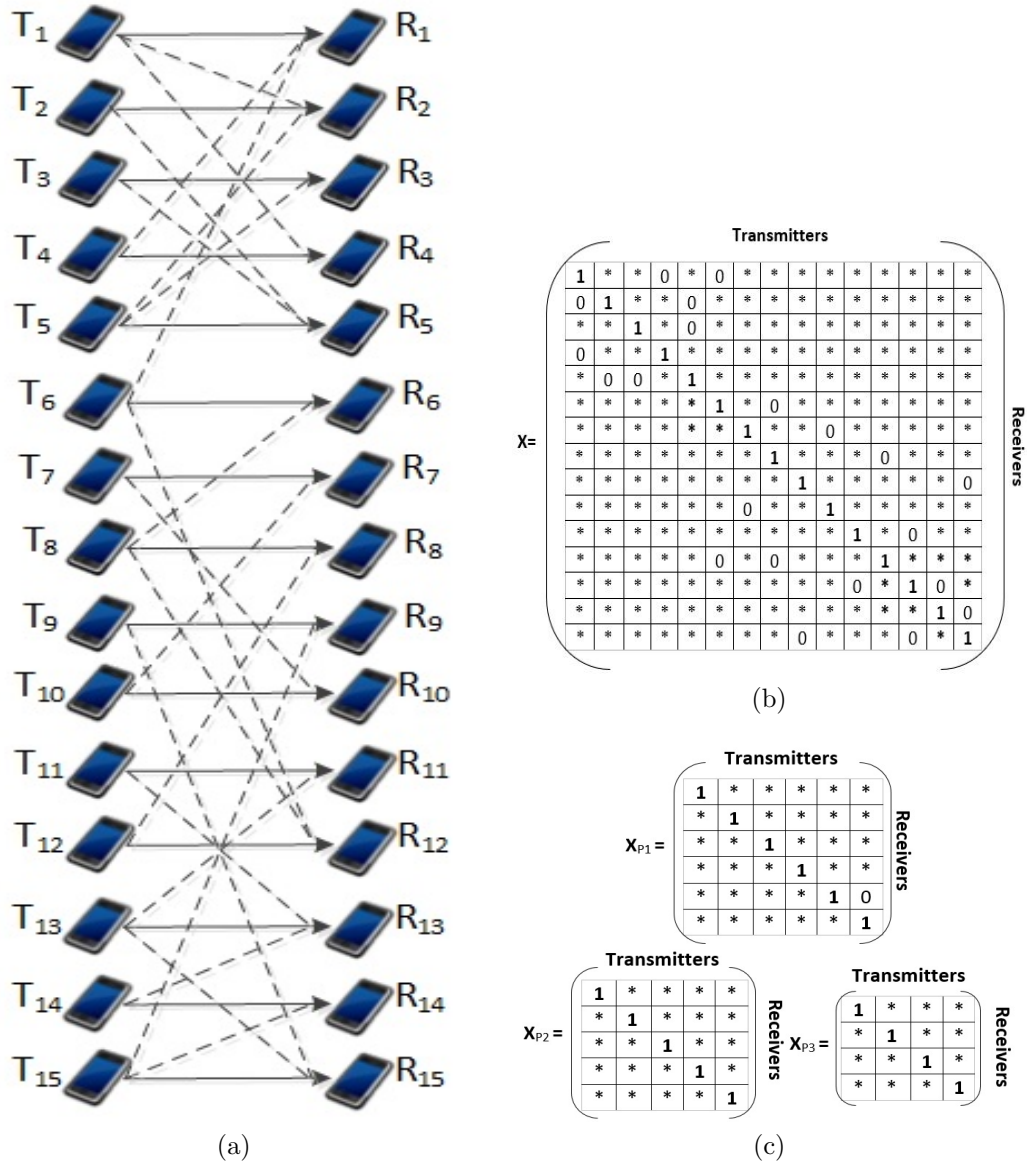 T1 R1
T2 R2
T3 R3
T4 R4
T5 R5
T6 R6
T7 R7
T8 R8
T9 R9
T10 R10
T11 R11
T12 R12
T13 R13
T14 R14
T15 R15
(a)
Transmitters
X=
1 * * 0 * 0 * * * * * * * * *
0 1 * * 0 * * * * * * * * * *
* * 1 * 0 * * * * * * * * * *
0 * * 1 * * * * * * * * * * *
* 0 0 * 1 * * * * * * * * * *
* * * * * 1 * 0 * * * * * * *
* * * * * * 1 * * 0 * * * * *
* * * * * * * 1 * * * 0 * * *
* * * * * * * * 1 * * * * * 0
* * * * * * 0 * * 1 * * * * *
* * * * * * * * * * 1 * 0 * *
* * * * * 0 * 0 * * * 1 * * *
* * * * * * * * * * 0 * 1 0 *
* * * * * * * * * * * * * 1 0
* * * * * * * * 0 * * * 0 * 1
Receivers
(b)
Transmitters
XP1 =
1 * * * * *
* 1 * * * *
* * 1 * * *
* * * 1 * *
* * * * 1 0
* * * * * 1
Receivers
Transmitters
XP2 =
1 * * * *
* 1 * * *
* * 1 * *
* * * 1 *
* * * * 1
Receivers
Transmitters
XP3 =
1 * * *
* 1 * *
* * 1 *
* * * 1
Receivers
(c)